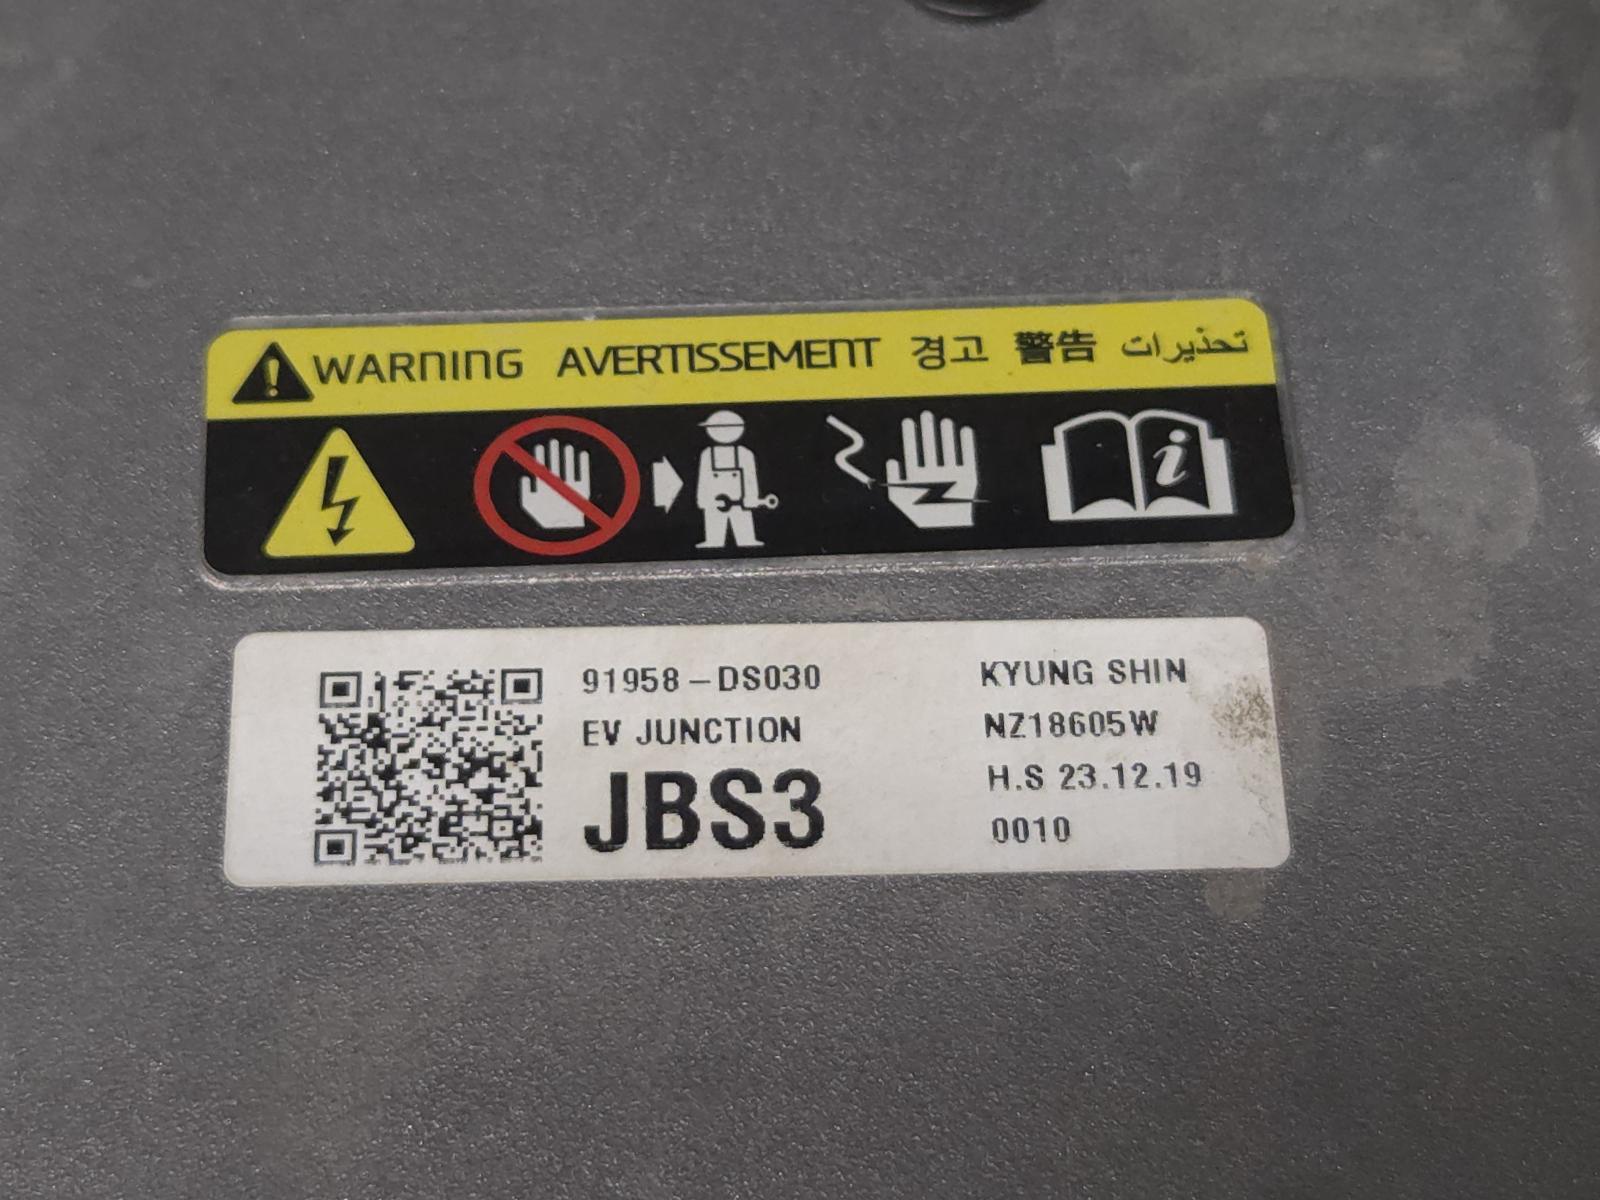 WARNING AVERTISSEMENT 경고 警告 تحذيرات
91958-DS030
EV JUNCTION
JBS3
KYUNG SHIN
NZ18605W
H.S 23.12.19
0010